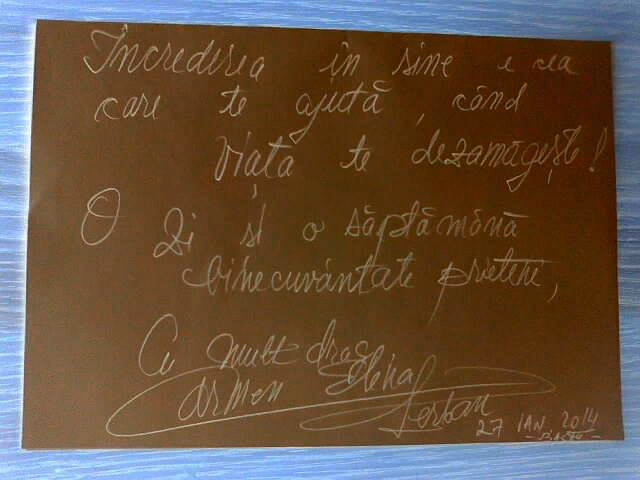 Încrederea în sine e cea
care te ajută, când
viața te dezamăgește!
O zi și o săptămână
binecuvântate prieteni,
Cu mult drag
Carmen Elena
Șerban
27 IAN. 2014